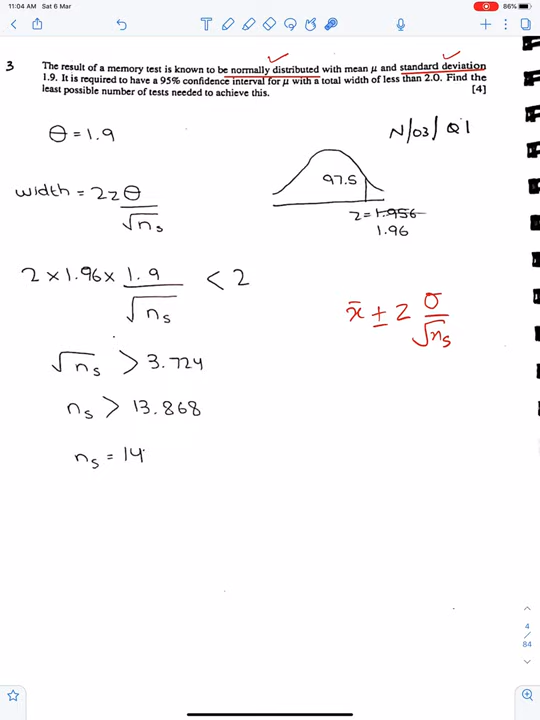 11:04 AM Sat 6 Mar
86%
3 The result of a memory test is known to be normally distributed with mean μ and standard deviation
1.9. It is required to have a 95% confidence interval for μ with a total width of less than 2.0. Find the
least possible number of tests needed to achieve this. [4]
θ = 1.9
N/03/Q1
width = 2zθ
√ns
97.5
z = 1.956
1.96
2 × 1.96 × 1.9 < 2
√ns
x̄ ± z σ
√ns
√ns > 3.724
ns > 13.868
ns = 14
4
/
84